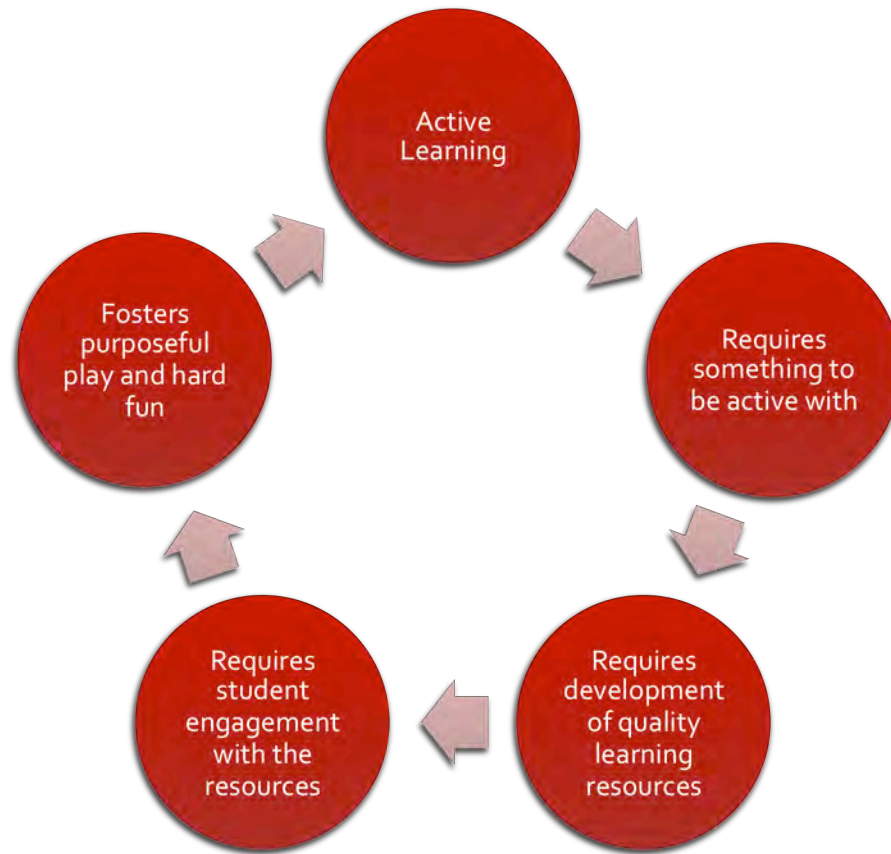 Active
Learning
Requires
something to
be active with
Requires
development
of quality
learning
resources
Requires
student
engagement
with the
resources
Fosters
purposeful
play and hard
fun